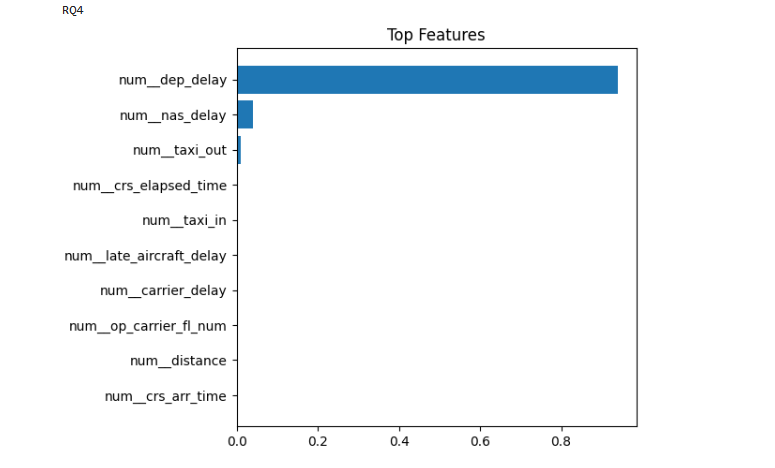 RQ4
Top Features
num__dep_delay
num__nas_delay
num__taxi_out
num__crs_elapsed_time
num__taxi_in
num__late_aircraft_delay
num__carrier_delay
num__op_carrier_fl_num
num__distance
num__crs_arr_time
0.0 0.2 0.4 0.6 0.8